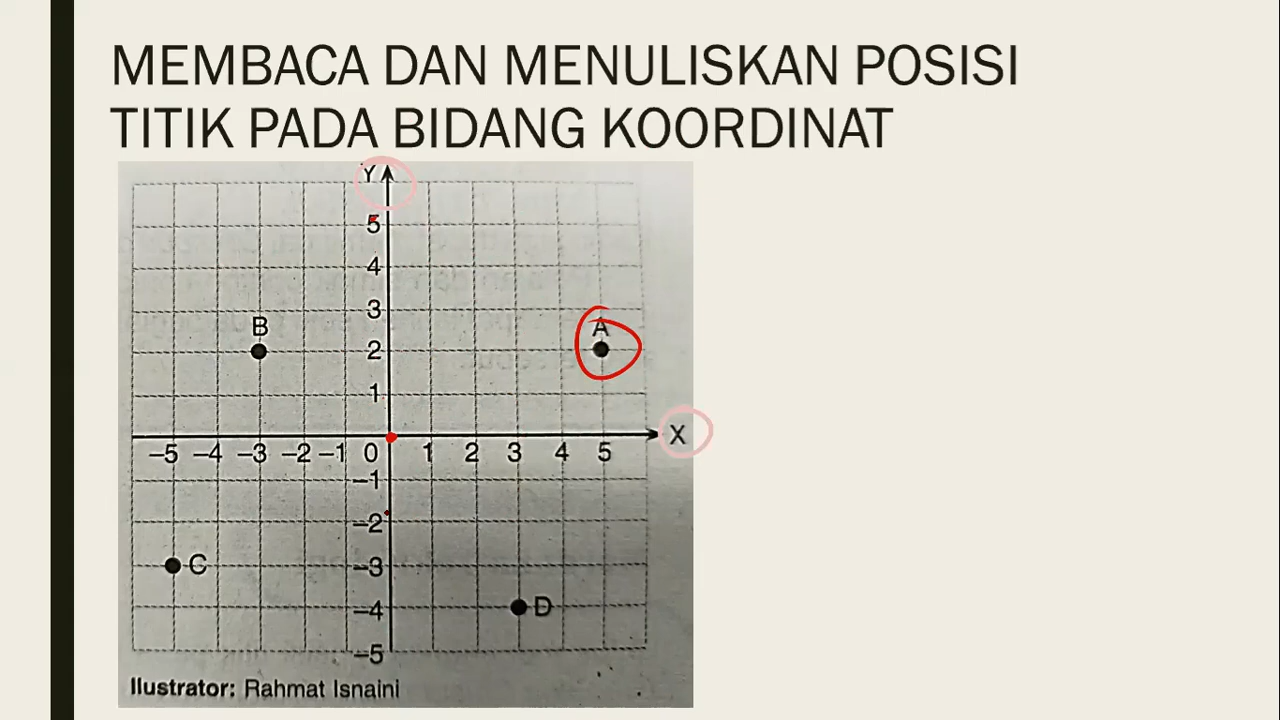 MEMBACA DAN MENULISKAN POSISI
TITIK PADA BIDANG KOORDINAT
Y
5
4
3
B
A
2
1
X
–5 –4 –3 –2 –1 0 1 2 3 4 5
–1
–2
–3
C
–4
D
–5
Ilustrator: Rahmat Isnaini